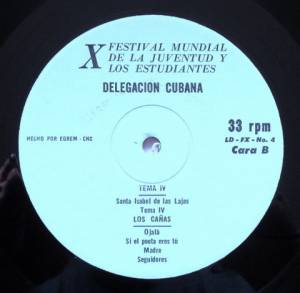 X FESTIVAL MUNDIAL
DE LA JUVENTUD Y
LOS ESTUDIANTES
DELEGACION CUBANA
HECHO POR EGREM - CNC
33 rpm
LD - FX - No. 4
Cara B
TEMA IV
Santa Isabel de las Lajas
Tema IV
LOS CAÑAS
Ojalá
Si el poeta eres tú
Madre
Seguidores